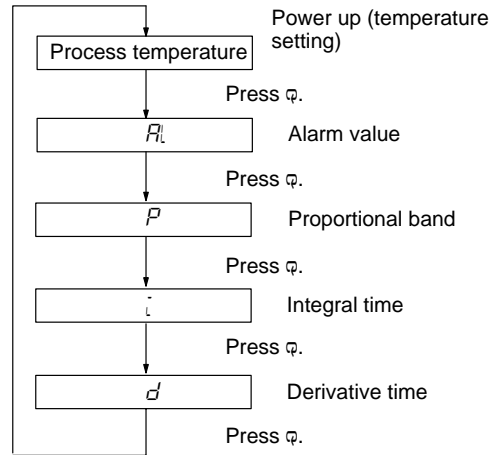 Power up (temperature
setting)
Process temperature
Press
AL
Alarm value
Press
P
Proportional band
Press
i
Integral time
Press
d
Derivative time
Press